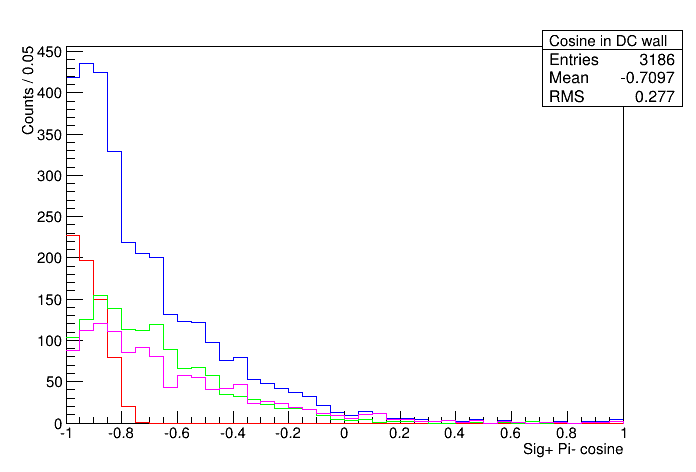 Cosine in DC wall
Entries 3186
Mean -0.7097
RMS 0.277
Counts / 0.05
450
400
350
300
250
200
150
100
50
0
-1 -0.8 -0.6 -0.4 -0.2 0 0.2 0.4 0.6 0.8 1
Sig+ Pi- cosine